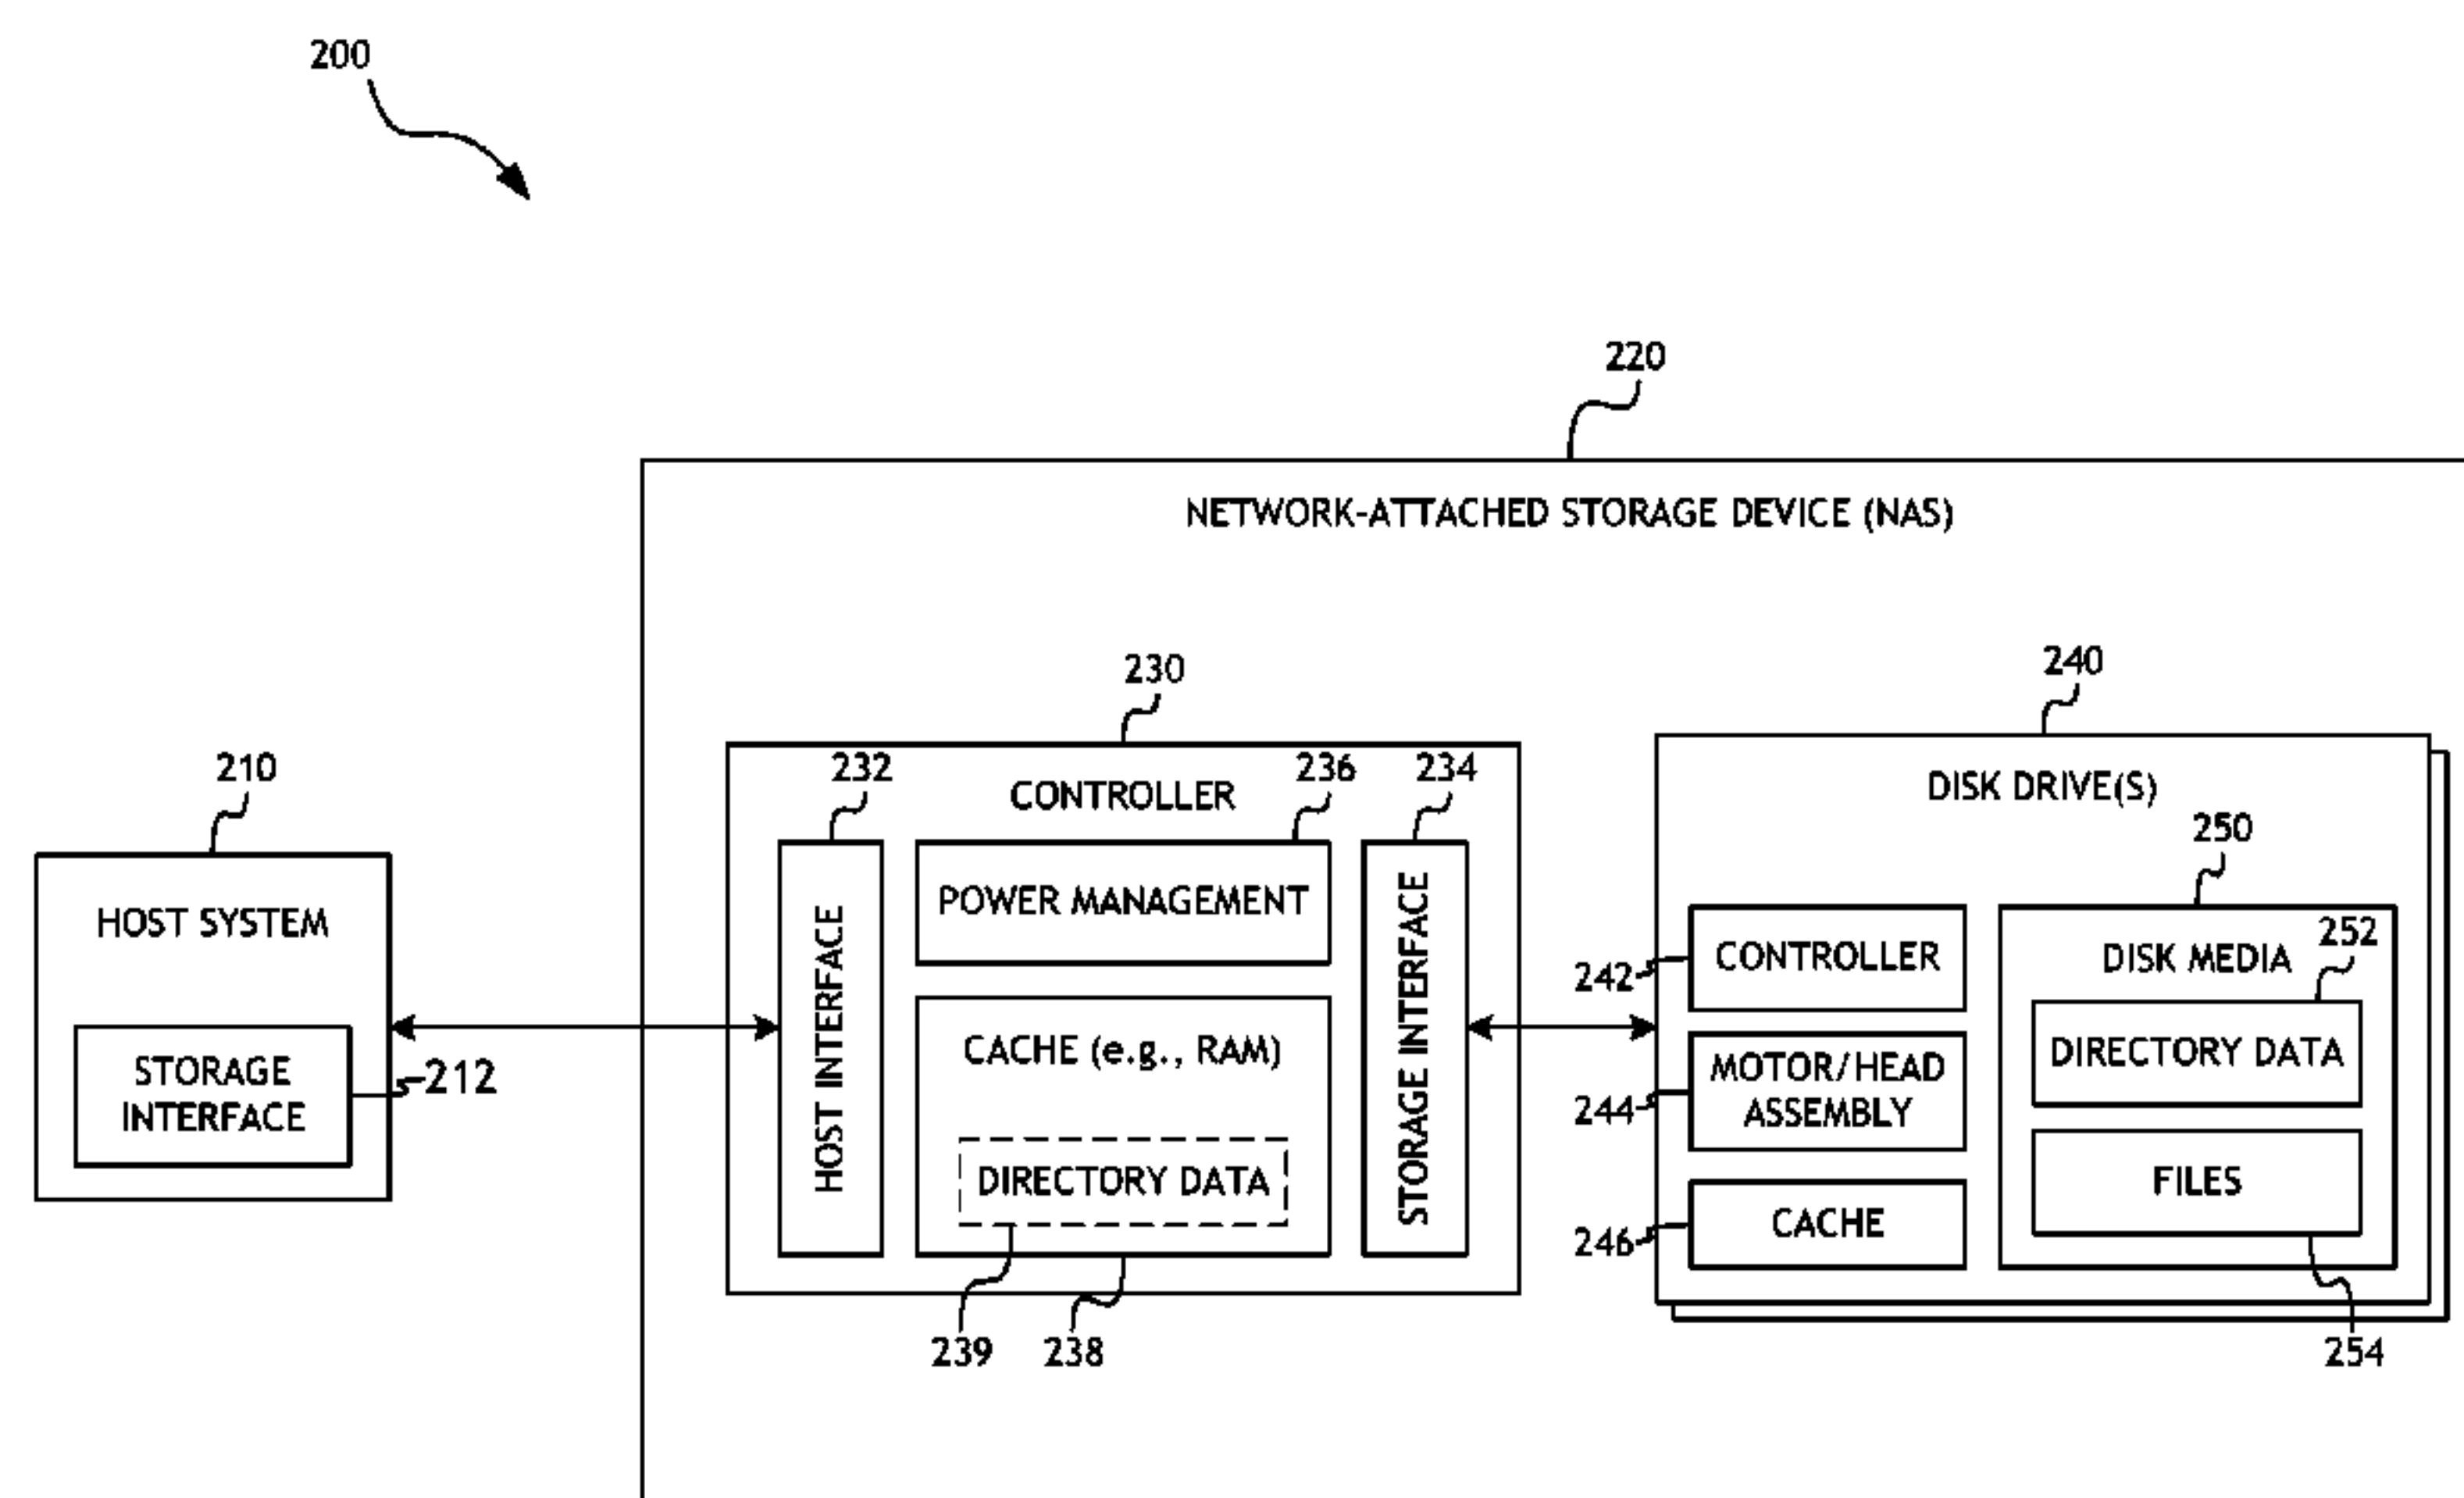 200
220
NETWORK-ATTACHED STORAGE DEVICE (NAS)
210
HOST SYSTEM
STORAGE
INTERFACE
212
230
CONTROLLER
232
236
234
HOST INTERFACE
POWER MANAGEMENT
CACHE (e.g., RAM)
DIRECTORY DATA
STORAGE INTERFACE
239
238
240
DISK DRIVE(S)
242
CONTROLLER
244
MOTOR/HEAD
ASSEMBLY
246
CACHE
250
DISK MEDIA
252
DIRECTORY DATA
FILES
254